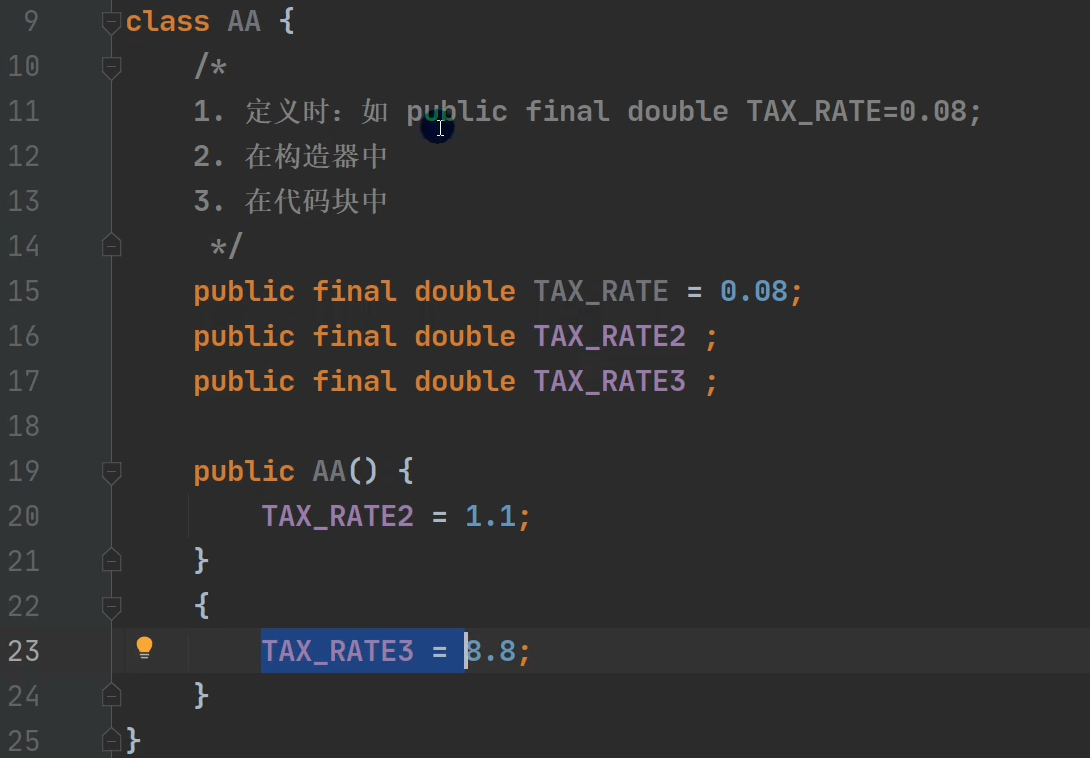 9 class AA {
10 /*
11 1. 定义时：如 public final double TAX_RATE=0.08;
12 2. 在构造器中
13 3. 在代码块中
14 */
15 public final double TAX_RATE = 0.08;
16 public final double TAX_RATE2 ;
17 public final double TAX_RATE3 ;
18
19 public AA() {
20 TAX_RATE2 = 1.1;
21 }
22 {
23 TAX_RATE3 = 8.8;
24 }
25 }